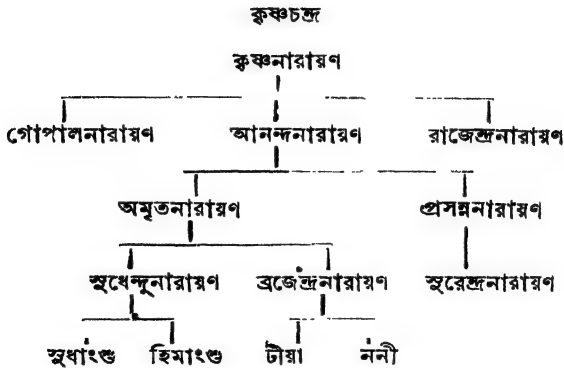 কৃষ্ণচন্দ্র
কৃষ্ণনারায়ণ
গোপালনারায়ণ আনন্দনারায়ণ রাজেন্দ্রনারায়ণ
অমৃতনারায়ণ প্রসন্ননারায়ণ
সুধেন্দুনারায়ণ ব্রজেন্দ্রনারায়ণ সুরেন্দ্রনারায়ণ
সুধাংশু হিমাংশু টীয়া ননী